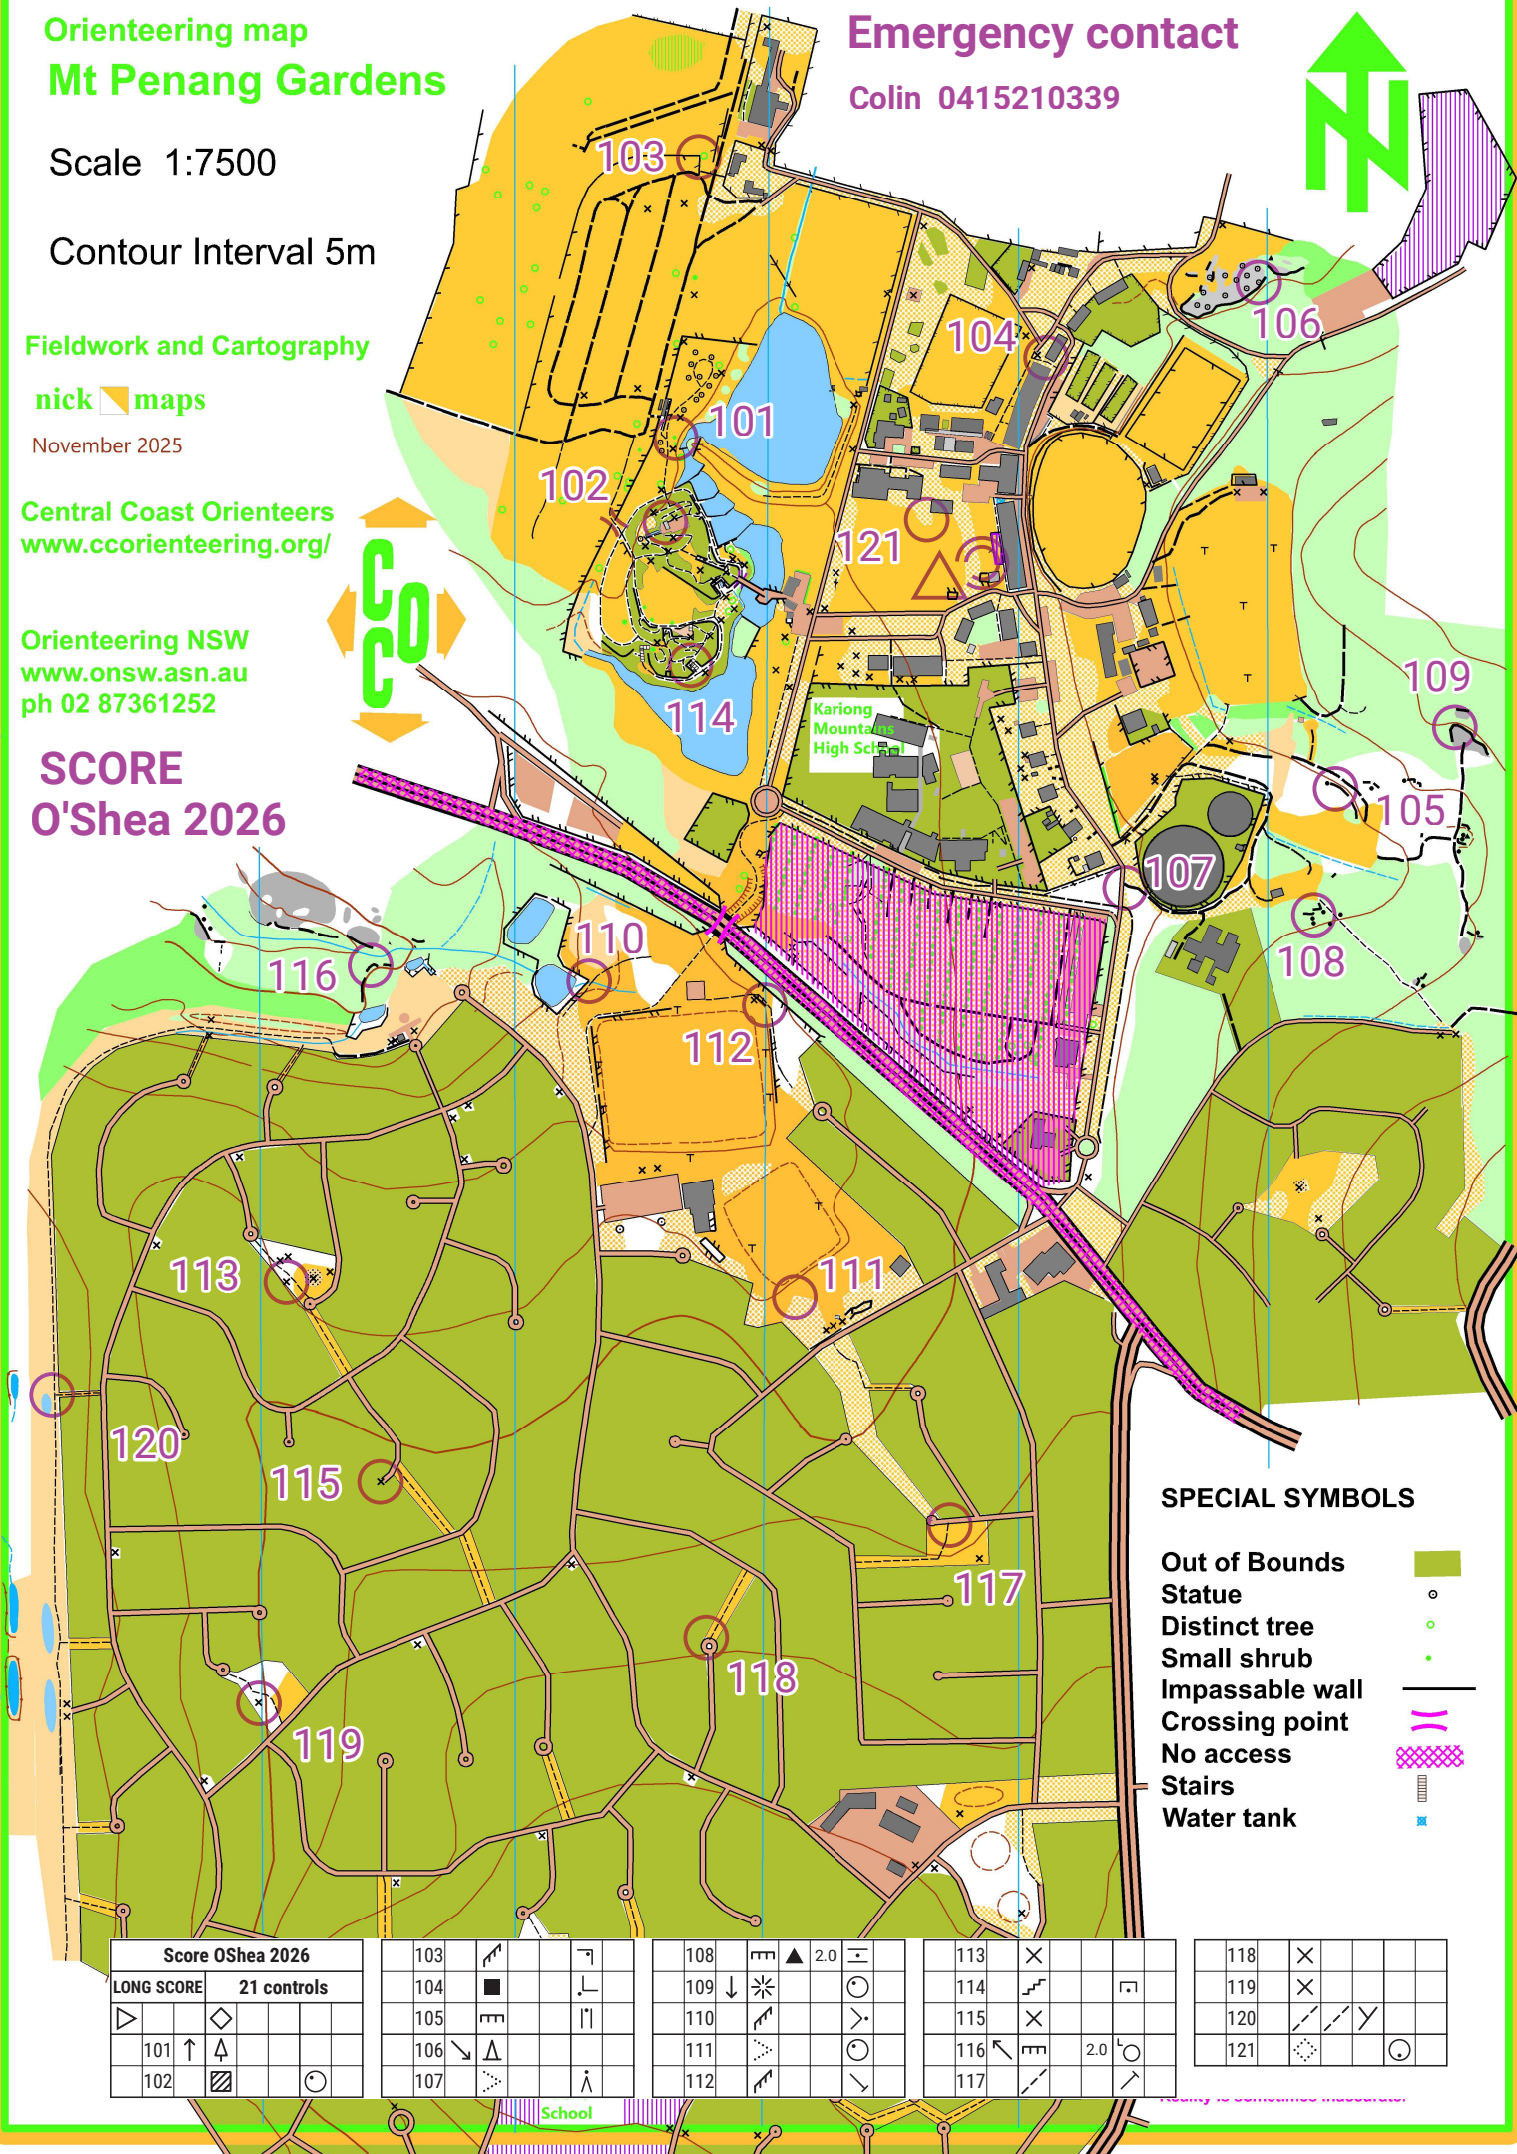 Orienteering map
Mt Penang Gardens
Emergency contact
Colin 0415210339
Scale 1:7500
Contour Interval 5m
Fieldwork and Cartography
nick maps
November 2025
Central Coast Orienteers
www.ccorienteering.org/
COC
Orienteering NSW
www.onsw.asn.au
ph 02 87361252
SCORE
O'Shea 2026
N
103
104
106
101
102
121
114
109
105
107
108
110
116
112
113
111
120
115
117
118
119
Kariong
Mountains
High School
SPECIAL SYMBOLS
Out of Bounds
Statue
Distinct tree
Small shrub
Impassable wall
Crossing point
No access
Stairs
Water tank
Score OShea 2026
LONG SCORE 21 controls
101
102
103
104
105
106
107
108 2.0
109
110
111
112
113
114
115
116 2.0
117
118
119
120
121
School